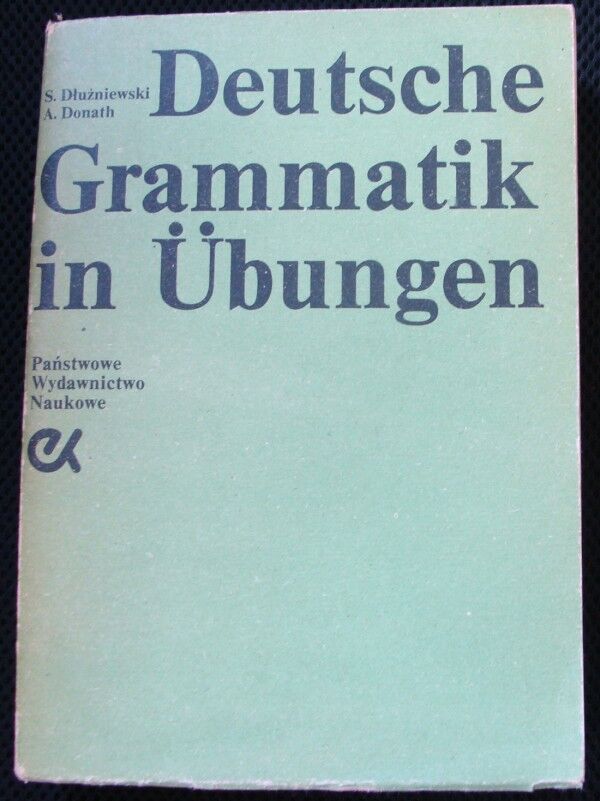 S. Dłużniewski
A. Donath
Deutsche
Grammatik
in Übungen
Państwowe
Wydawnictwo
Naukowe